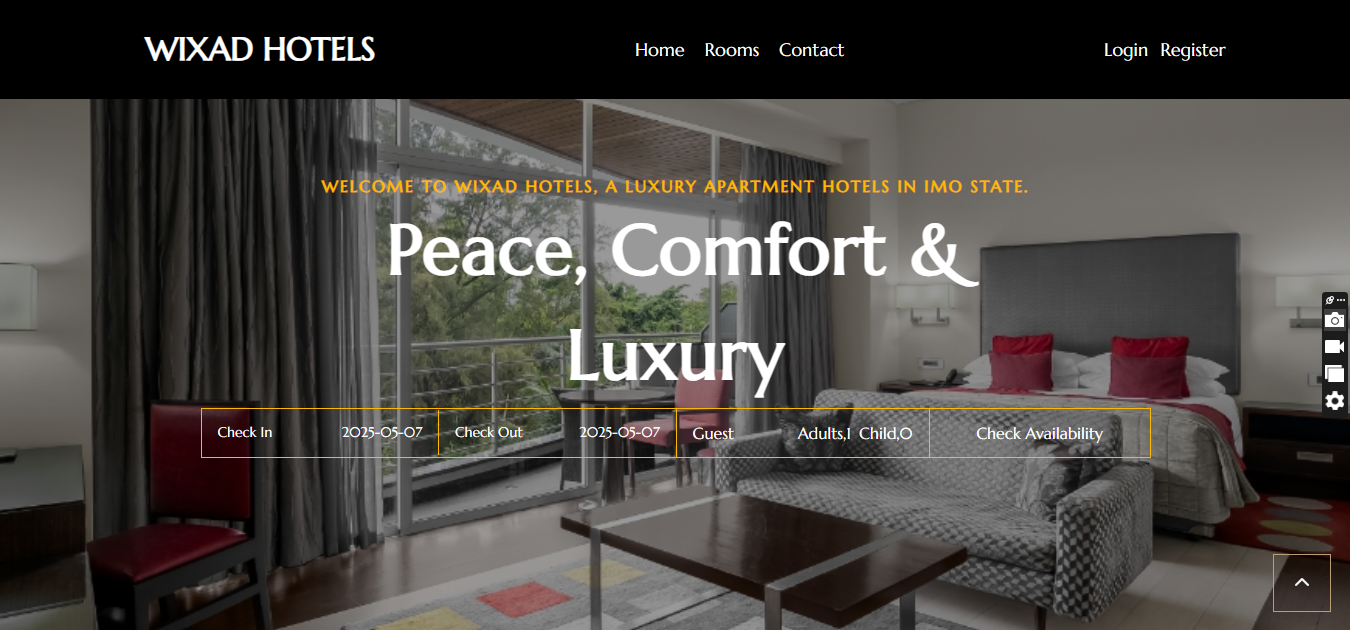 WIXAD HOTELS Home Rooms Contact Login Register
WELCOME TO WIXAD HOTELS, A LUXURY APARTMENT HOTELS IN IMO STATE.
Peace, Comfort &
Luxury
Check In 2025-05-07 Check Out 2025-05-07 Guest Adults,1 Child,0 Check Availability